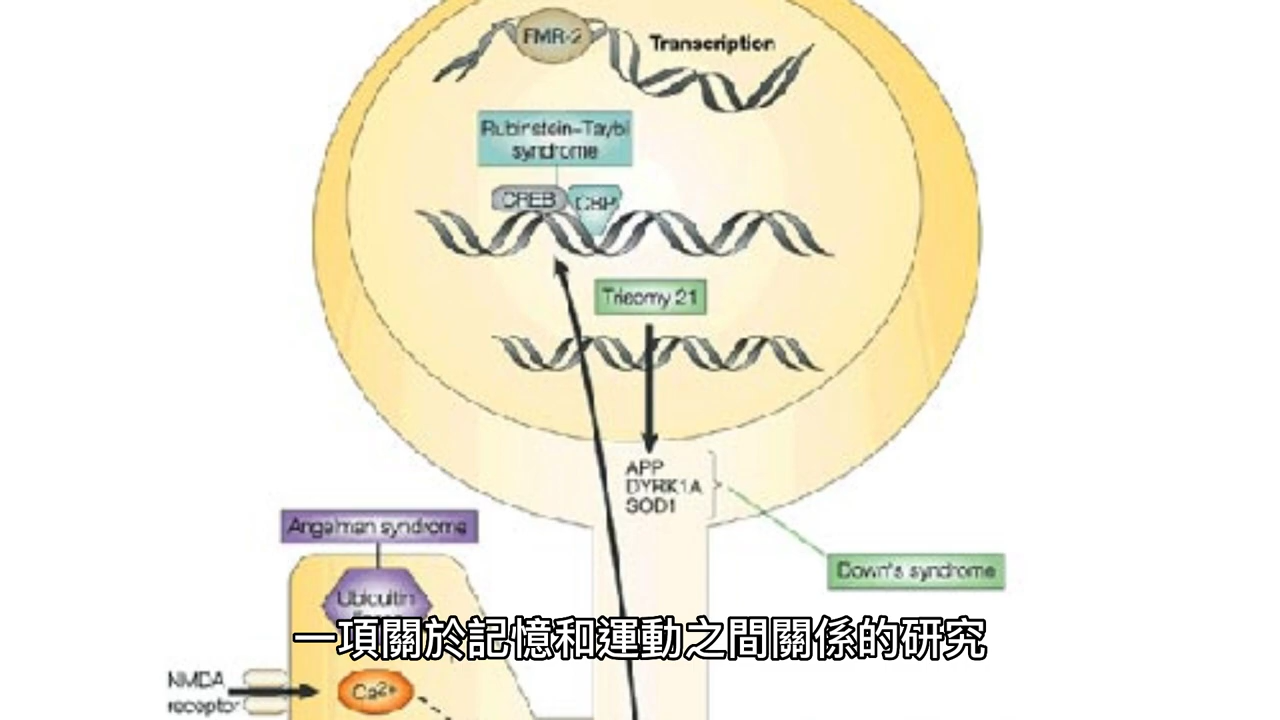 FMR-2
Transcription
Rubinstein-Taybi
syndrome
CREB
CBP
Trisomy 21
APP
DYRK1A
SOD1
Angelman syndrome
Down's syndrome
Ubiquitin
一項關於記憶和運動之間關係的研究
NMDA
receptor
Ca2+